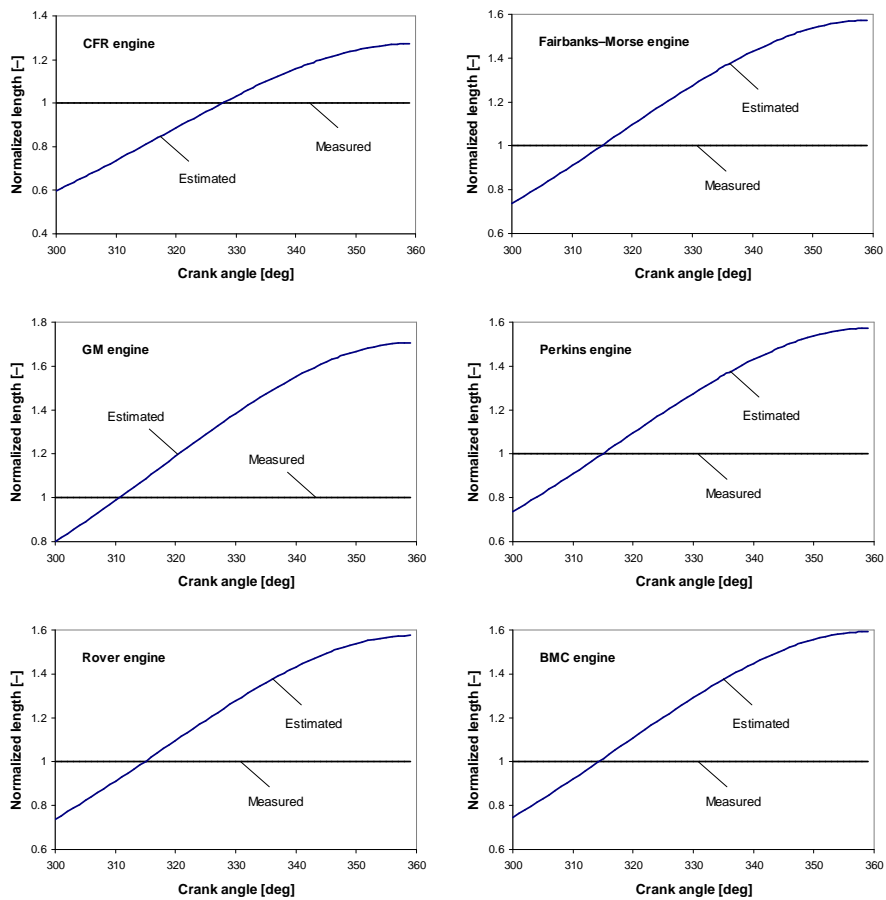 CFR engine
Normalized length [–]
1.4
1.2
1
0.8
0.6
0.4
Measured
Estimated
300 310 320 330 340 350 360
Crank angle [deg]
Fairbanks–Morse engine
Normalized length [–]
1.6
1.4
1.2
1
0.8
0.6
Estimated
Measured
300 310 320 330 340 350 360
Crank angle [deg]
GM engine
Normalized length [–]
1.8
1.6
1.4
1.2
1
0.8
Estimated
Measured
300 310 320 330 340 350 360
Crank angle [deg]
Perkins engine
Normalized length [–]
1.6
1.4
1.2
1
0.8
0.6
Estimated
Measured
300 310 320 330 340 350 360
Crank angle [deg]
Rover engine
Normalized length [–]
1.6
1.4
1.2
1
0.8
0.6
Estimated
Measured
300 310 320 330 340 350 360
Crank angle [deg]
BMC engine
Normalized length [–]
1.6
1.4
1.2
1
0.8
0.6
Estimated
Measured
300 310 320 330 340 350 360
Crank angle [deg]